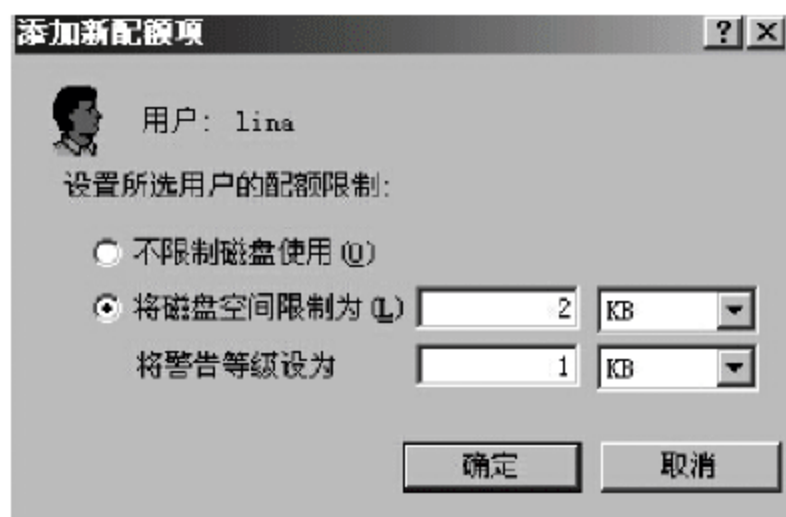 添加新配额项
用户: lina
设置所选用户的配额限制:
不限制磁盘使用(U)
将磁盘空间限制为(L) 2 KB
将警告等级设为 1 KB
确定 取消